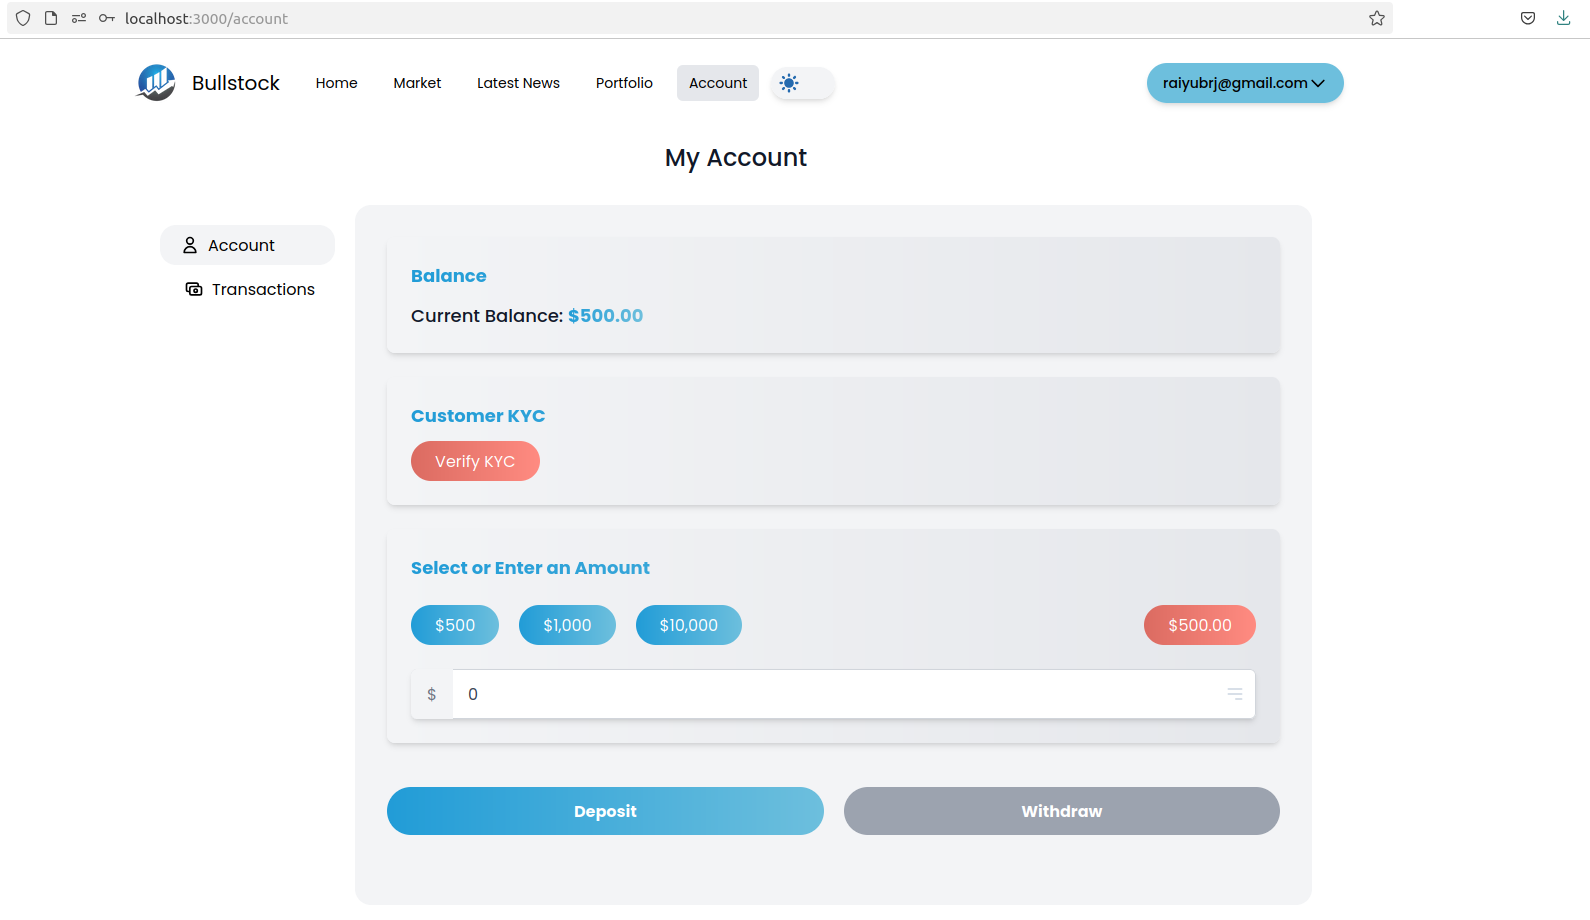 localhost:3000/account
Bullstock Home Market Latest News Portfolio Account raiyubrj@gmail.com
My Account
Account
Transactions
Balance
Current Balance: $500.00
Customer KYC
Verify KYC
Select or Enter an Amount
$500 $1,000 $10,000 $500.00
$ 0
Deposit Withdraw